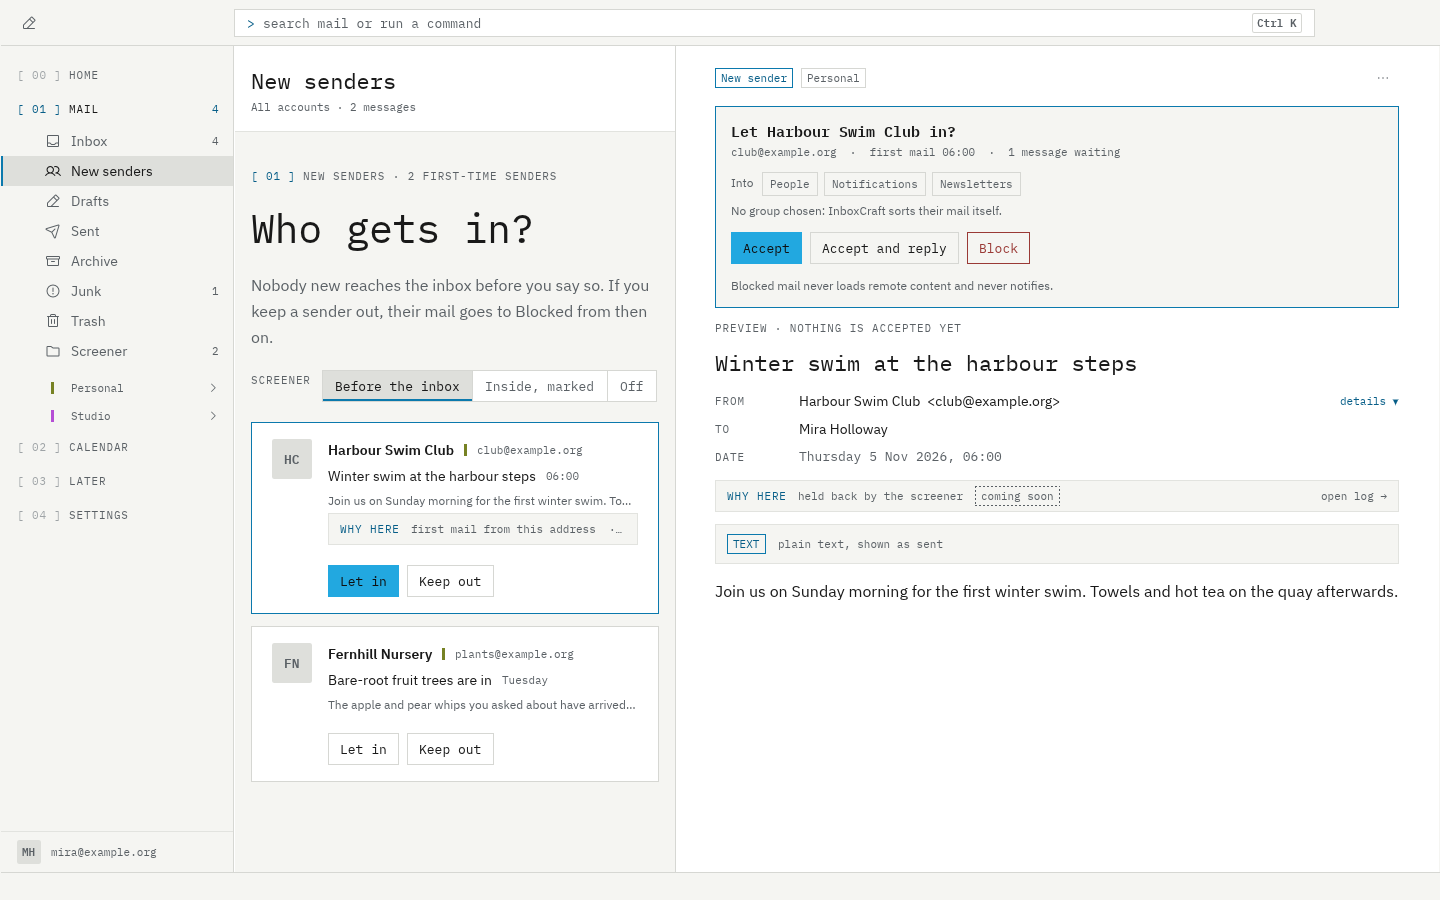 > search mail or run a command
Ctrl K
[ 00 ] HOME
[ 01 ] MAIL 4
Inbox 4
New senders
Drafts
Sent
Archive
Junk 1
Trash
Screener 2
Personal
Studio
[ 02 ] CALENDAR
[ 03 ] LATER
[ 04 ] SETTINGS
MH mira@example.org
New senders
All accounts · 2 messages
[ 01 ] NEW SENDERS · 2 FIRST-TIME SENDERS
Who gets in?
Nobody new reaches the inbox before you say so. If you
keep a sender out, their mail goes to Blocked from then
on.
SCREENER Before the inbox Inside, marked Off
HC
Harbour Swim Club club@example.org
Winter swim at the harbour steps 06:00
Join us on Sunday morning for the first winter swim. To…
WHY HERE first mail from this address ·…
Let in Keep out
FN
Fernhill Nursery plants@example.org
Bare-root fruit trees are in Tuesday
The apple and pear whips you asked about have arrived…
Let in Keep out
New sender Personal ···
Let Harbour Swim Club in?
club@example.org · first mail 06:00 · 1 message waiting
Into People Notifications Newsletters
No group chosen: InboxCraft sorts their mail itself.
Accept Accept and reply Block
Blocked mail never loads remote content and never notifies.
PREVIEW · NOTHING IS ACCEPTED YET
Winter swim at the harbour steps
FROM Harbour Swim Club <club@example.org> details ▾
TO Mira Holloway
DATE Thursday 5 Nov 2026, 06:00
WHY HERE held back by the screener coming soon open log →
TEXT plain text, shown as sent
Join us on Sunday morning for the first winter swim. Towels and hot tea on the quay afterwards.